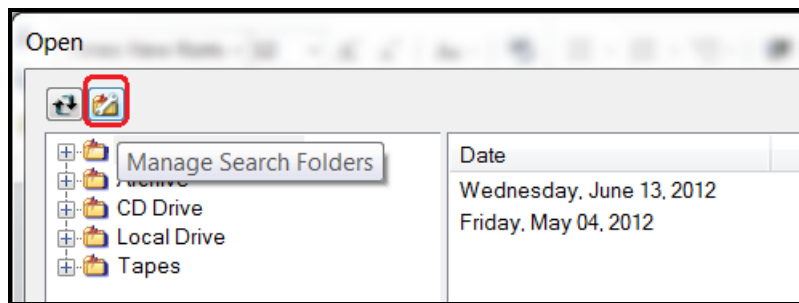 Open
Manage Search Folders
Archive
CD Drive
Local Drive
Tapes
Date
Wednesday, June 13, 2012
Friday, May 04, 2012